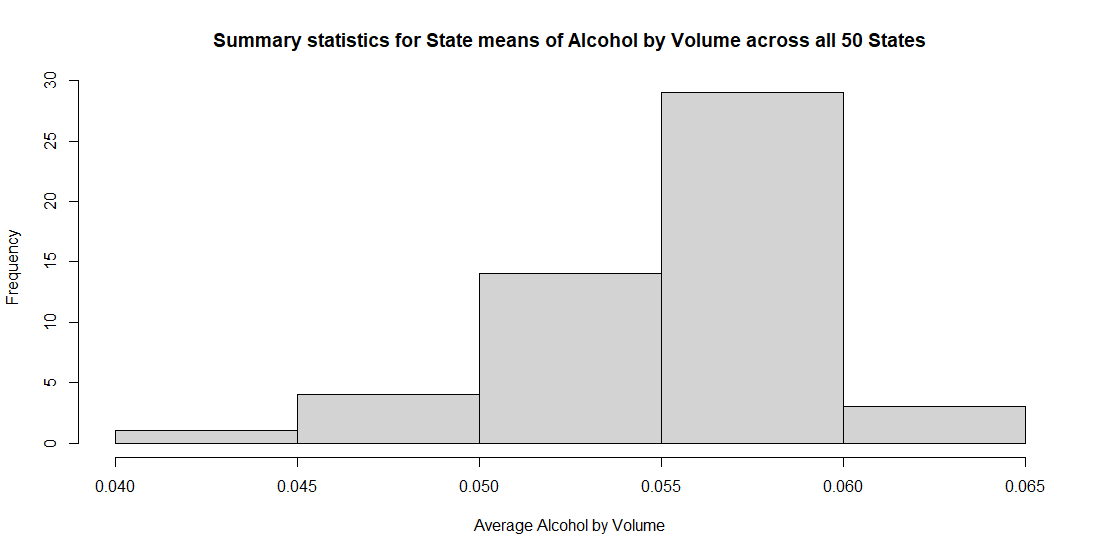 Summary statistics for State means of Alcohol by Volume across all 50 States
Frequency
30
25
20
15
10
5
0
0.040 0.045 0.050 0.055 0.060 0.065
Average Alcohol by Volume